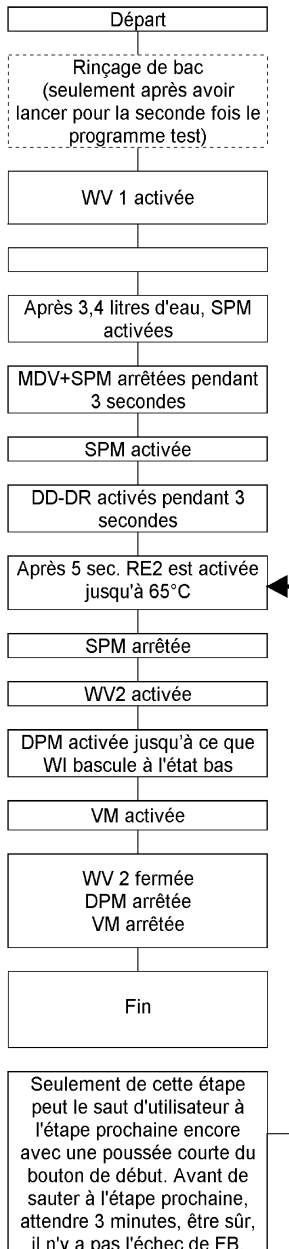 Départ
Rinçage de bac
(seulement après avoir
lancer pour la seconde fois le
programme test)
WV 1 activée
Après 3,4 litres d'eau, SPM
activées
MDV+SPM arrêtées pendant
3 secondes
SPM activée
DD-DR activés pendant 3
secondes
Après 5 sec. RE2 est activée
jusqu'à 65°C
SPM arrêtée
WV2 activée
DPM activée jusqu'à ce que
WI bascule à l'état bas
VM activée
WV 2 fermée
DPM arrêtée
VM arrêtée
Fin
Seulement de cette étape
peut le saut d'utilisateur à
l'étape prochaine encore
avec une poussée courte du
bouton de début. Avant de
sauter à l'étape prochaine,
attendre 3 minutes, être sûr,
il n'y a pas l'échec de FB.